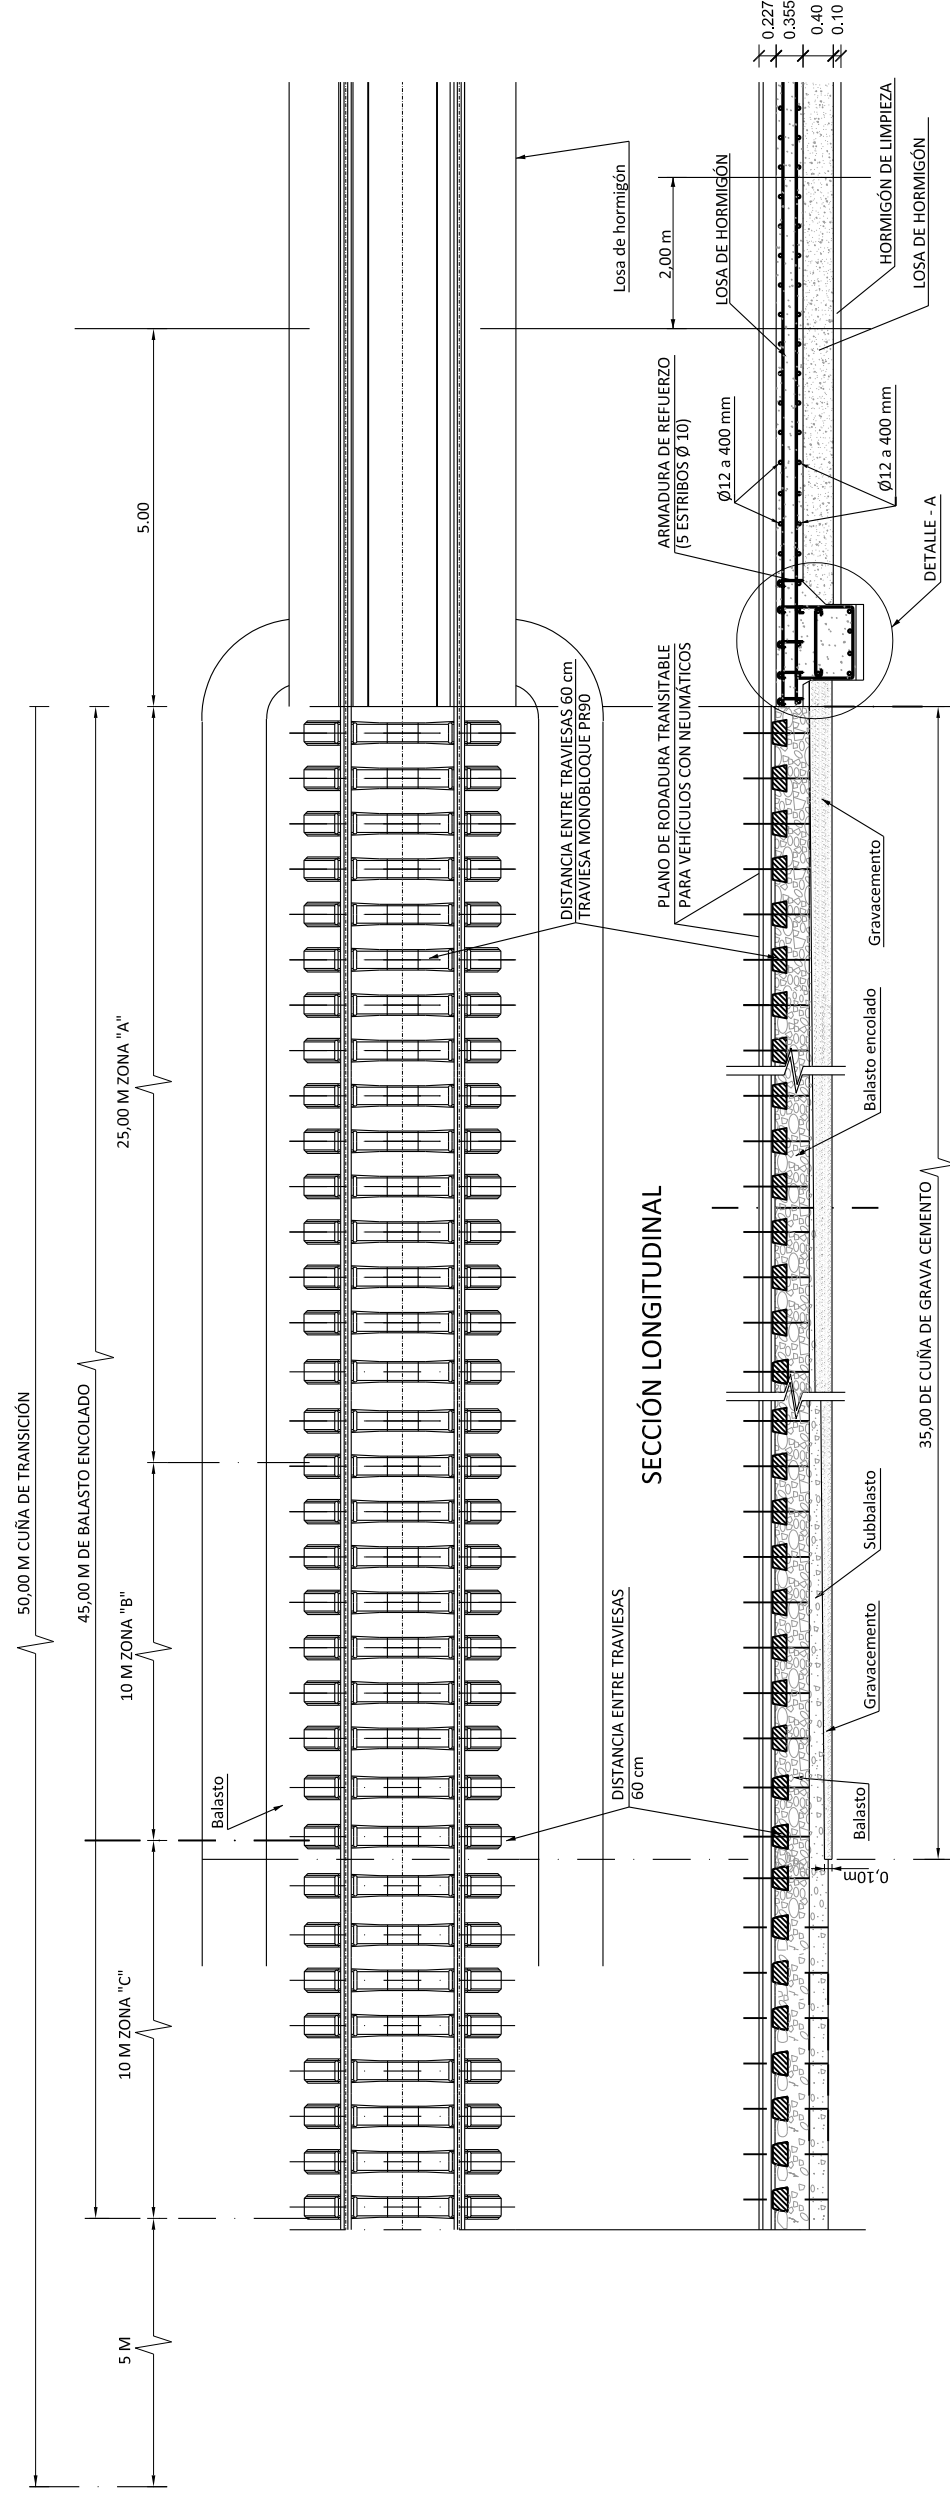 50,00 M CUÑA DE TRANSICIÓN
45,00 M DE BALASTO ENCOLADO
5 M
10 M ZONA "C"
10 M ZONA "B"
25,00 M ZONA "A"
5.00
Balasto
DISTANCIA ENTRE TRAVIESAS 60 cm
TRAVIESA MONOBLOQUE PR90
DISTANCIA ENTRE TRAVIESAS
60 cm
Losa de hormigón
SECCIÓN LONGITUDINAL
2,00 m
PLANO DE RODADURA TRANSITABLE
PARA VEHÍCULOS CON NEUMÁTICOS
ARMADURA DE REFUERZO
(5 ESTRIBOS Ø 10)
LOSA DE HORMIGÓN
Ø12 a 400 mm
0.227
0.355
0.40
0.10
0,10m
Balasto
Gravacemento
Subbalasto
Balasto encolado
Gravacemento
Ø12 a 400 mm
HORMIGÓN DE LIMPIEZA
LOSA DE HORMIGÓN
DETALLE - A
35,00 DE CUÑA DE GRAVA CEMENTO